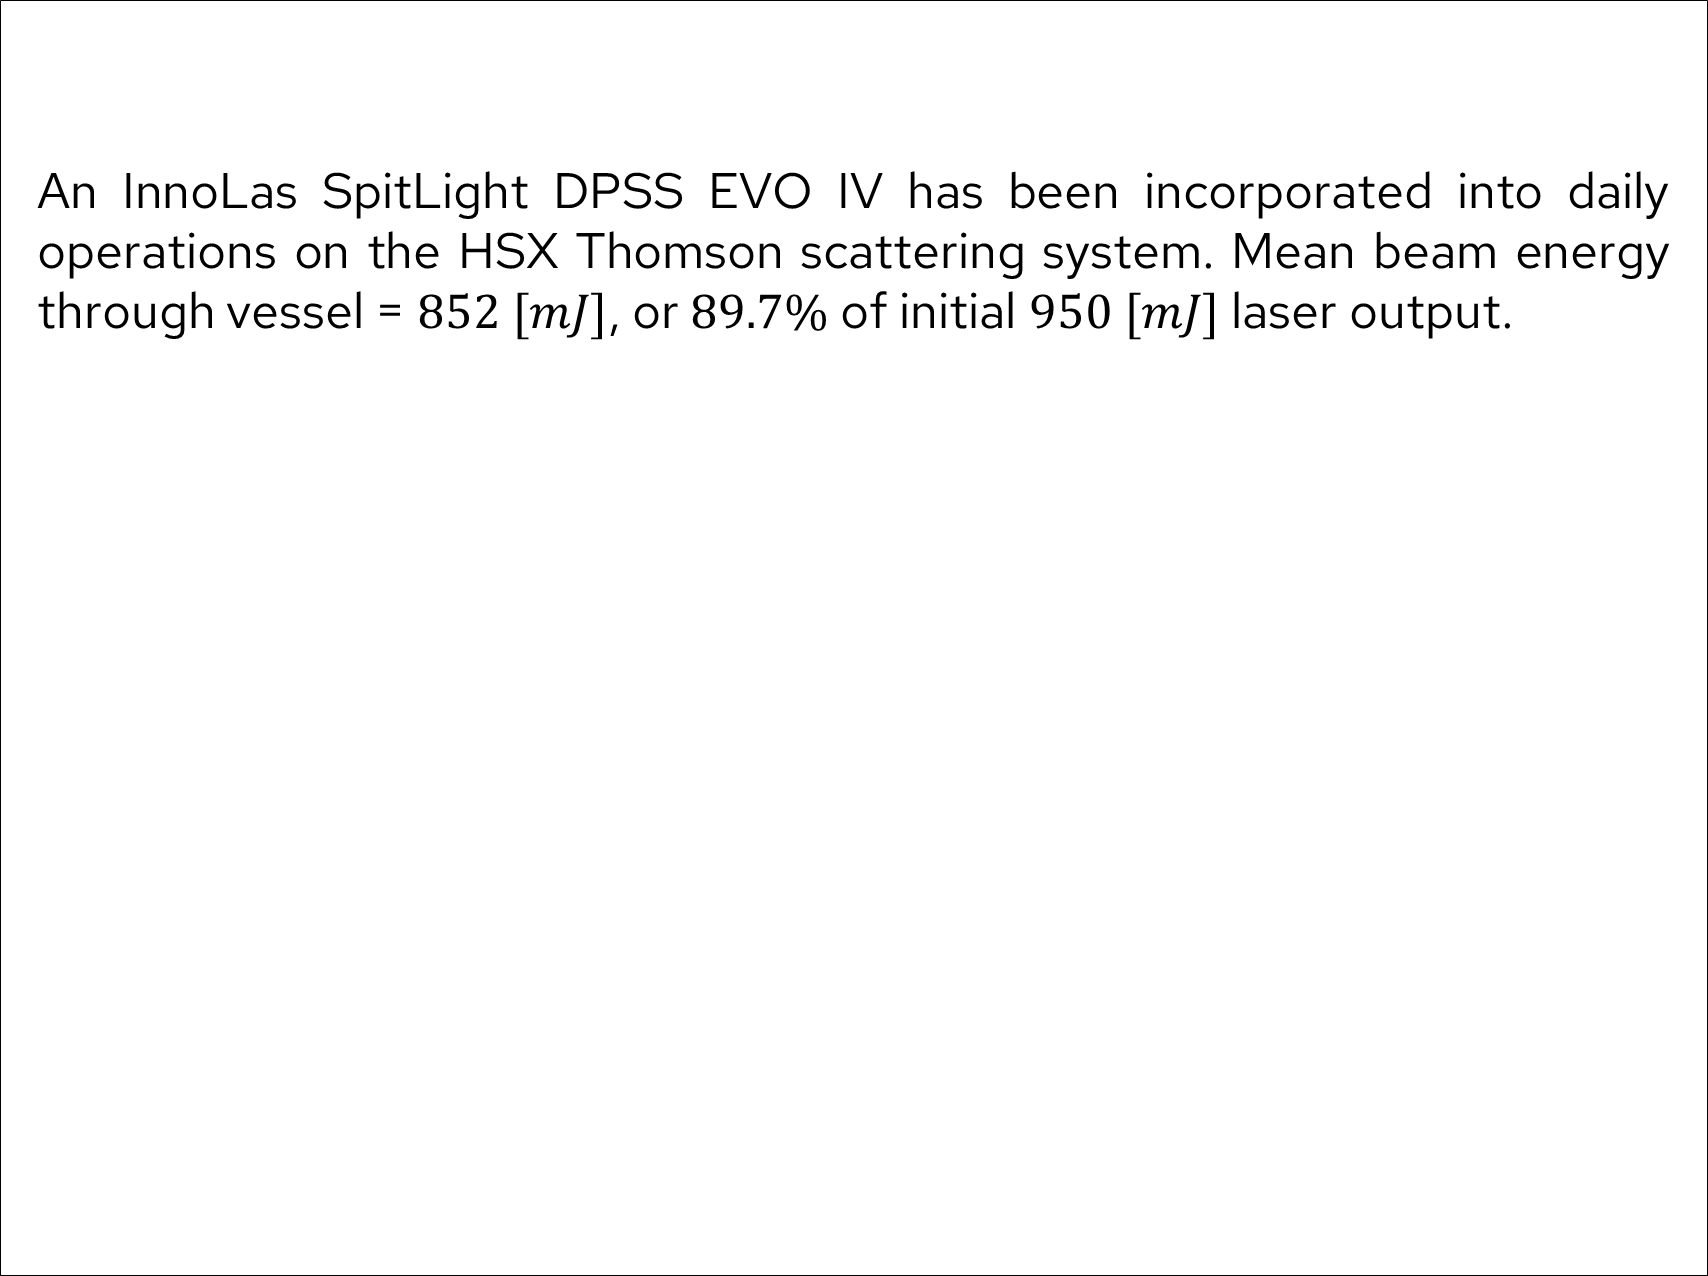 An InnoLas SpitLight DPSS EVO IV has been incorporated into daily
operations on the HSX Thomson scattering system. Mean beam energy
through vessel = 852 [mJ], or 89.7% of initial 950 [mJ] laser output.